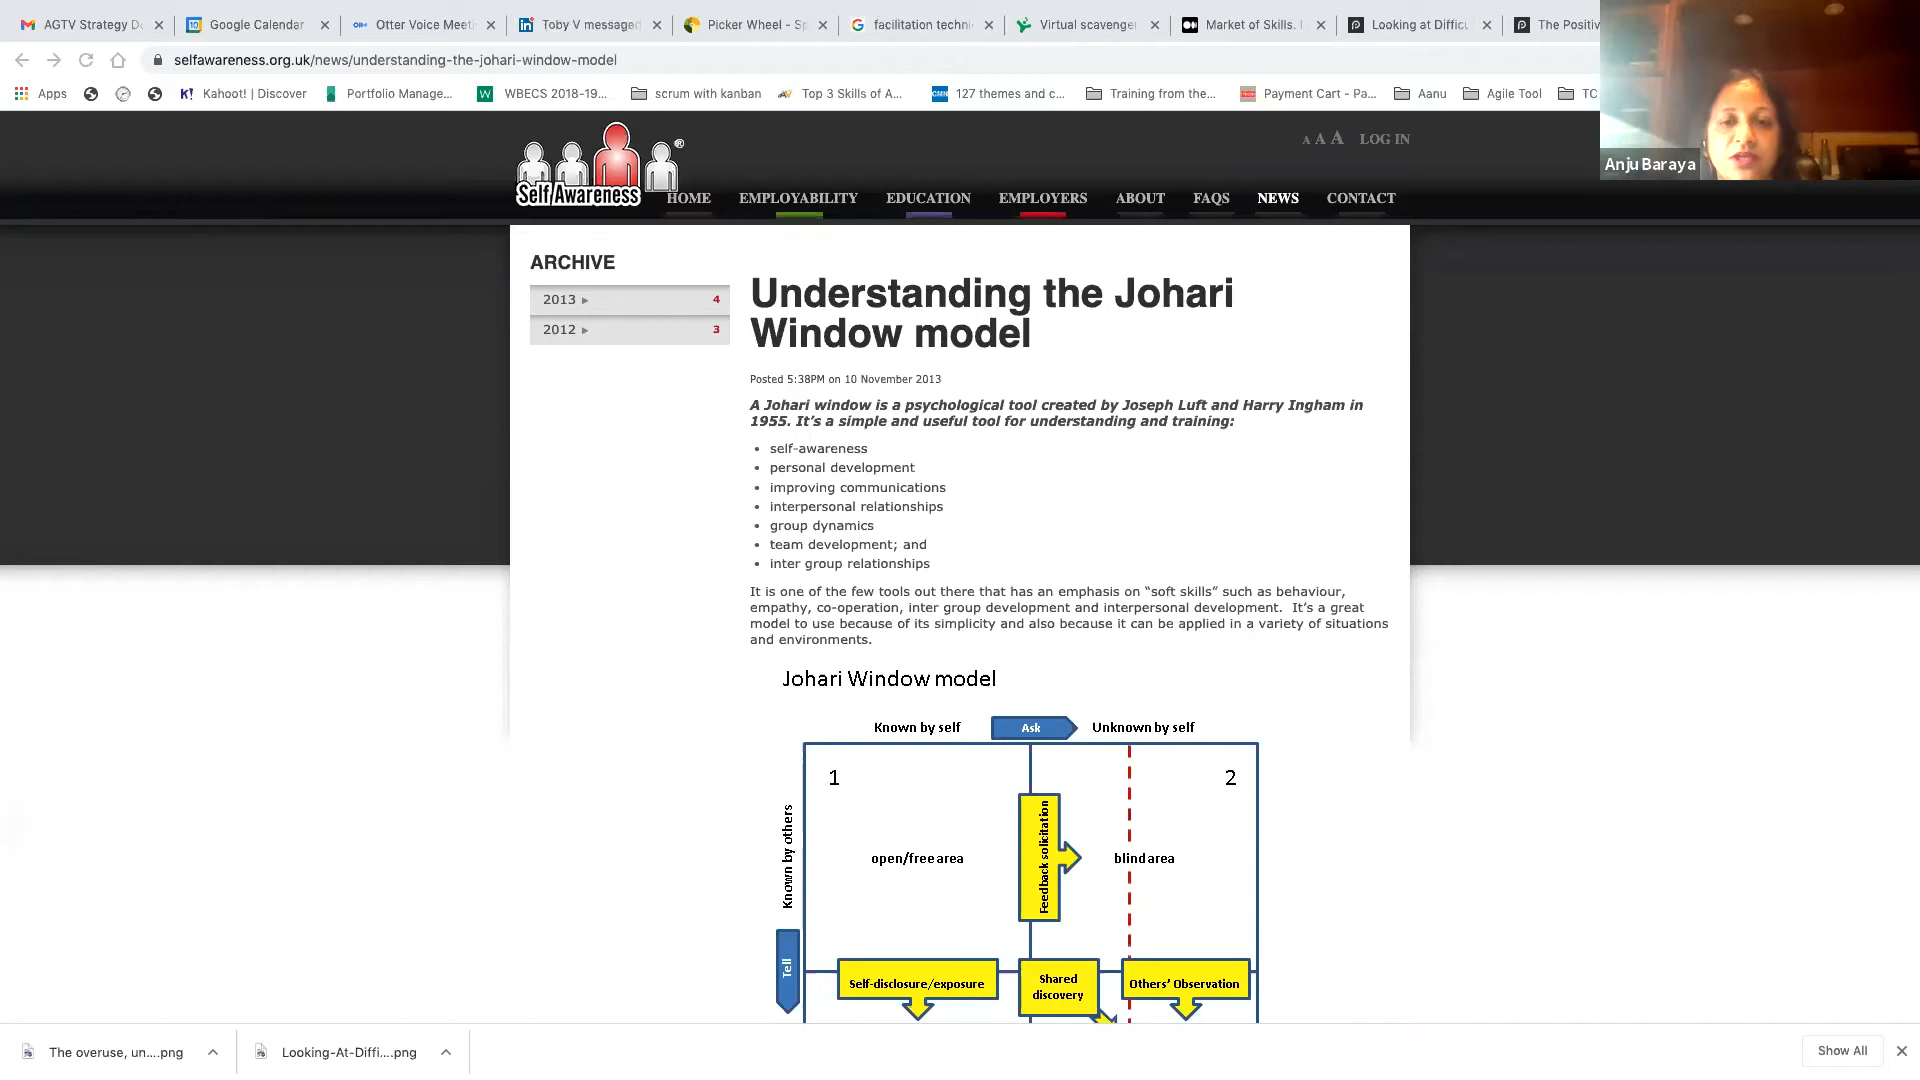 AGTV Strategy Do
Google Calendar
Otter Voice Meeti
Toby V messaged
Picker Wheel - Sp
facilitation techni
Virtual scavenger
Market of Skills.
Looking at Difficu
The Positiv
selfawareness.org.uk/news/understanding-the-johari-window-model
Apps
Kahoot! | Discover
Portfolio Manage...
WBECS 2018-19...
scrum with kanban
Top 3 Skills of A...
127 themes and c...
Training from the...
Payment Cart - Pa...
Aanu
Agile Tool
TC
Anju Baraya
A A A LOG IN
Self Awareness ®
HOME EMPLOYABILITY EDUCATION EMPLOYERS ABOUT FAQS NEWS CONTACT
ARCHIVE
2013 4
2012 3
Understanding the Johari
Window model
Posted 5:38PM on 10 November 2013
A Johari window is a psychological tool created by Joseph Luft and Harry Ingham in
1955. It’s a simple and useful tool for understanding and training:
• self-awareness
• personal development
• improving communications
• interpersonal relationships
• group dynamics
• team development; and
• inter group relationships
It is one of the few tools out there that has an emphasis on “soft skills” such as behaviour,
empathy, co-operation, inter group development and interpersonal development. It’s a great
model to use because of its simplicity and also because it can be applied in a variety of situations
and environments.
Johari Window model
Known by self
Ask
Unknown by self
1
2
Known by others
open/free area
Feedback solicitation
blind area
Tell
Self-disclosure/exposure
Shared
discovery
Others’ Observation
The overuse, un....png
Looking-At-Diffi....png
Show All